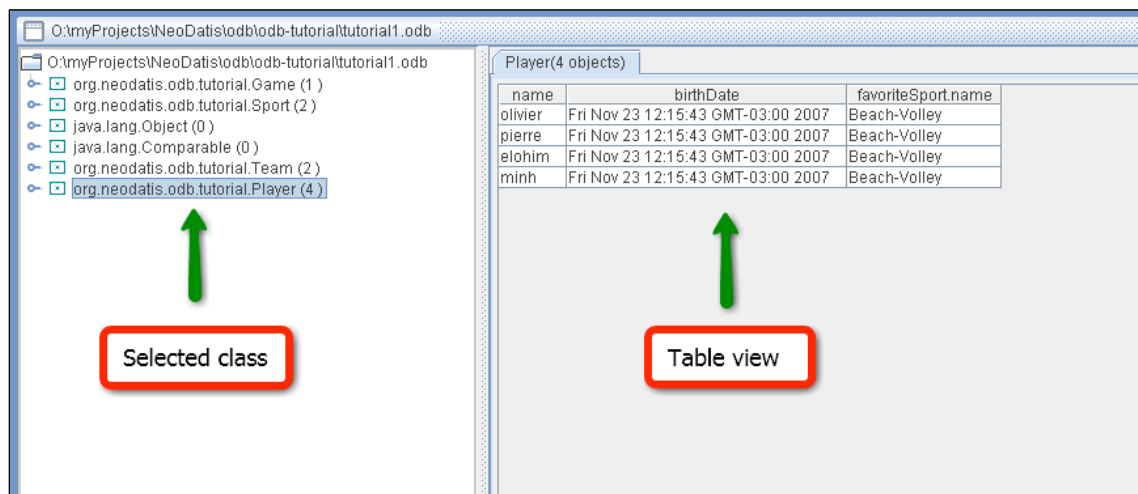 O:\myProjects\NeoDatis\odb\odb-tutorial\tutorial1.odb
O:\myProjects\NeoDatis\odb\odb-tutorial\tutorial1.odb
org.neodatis.odb.tutorial.Game (1 )
org.neodatis.odb.tutorial.Sport (2 )
java.lang.Object (0 )
java.lang.Comparable (0 )
org.neodatis.odb.tutorial.Team (2 )
org.neodatis.odb.tutorial.Player (4 )
Selected class
Player(4 objects)
name birthDate favoriteSport.name
olivier Fri Nov 23 12:15:43 GMT-03:00 2007 Beach-Volley
pierre Fri Nov 23 12:15:43 GMT-03:00 2007 Beach-Volley
elohim Fri Nov 23 12:15:43 GMT-03:00 2007 Beach-Volley
minh Fri Nov 23 12:15:43 GMT-03:00 2007 Beach-Volley
Table view